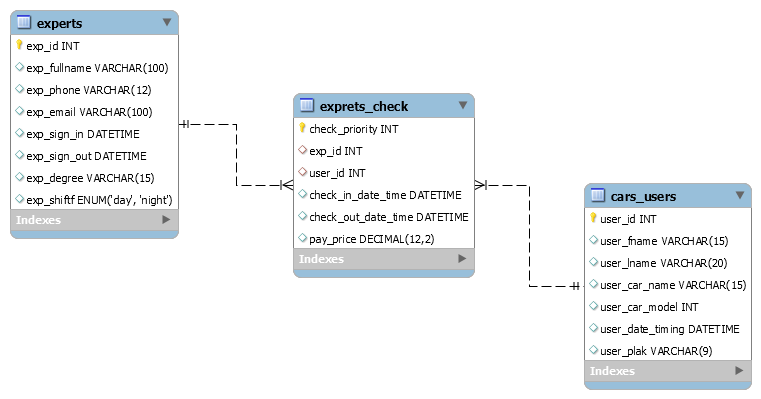 experts
exp_id INT
exp_fullname VARCHAR(100)
exp_phone VARCHAR(12)
exp_email VARCHAR(100)
exp_sign_in DATETIME
exp_sign_out DATETIME
exp_degree VARCHAR(15)
exp_shiftf ENUM('day', 'night')
Indexes
exprets_check
check_priority INT
exp_id INT
user_id INT
check_in_date_time DATETIME
check_out_date_time DATETIME
pay_price DECIMAL(12,2)
Indexes
cars_users
user_id INT
user_fname VARCHAR(15)
user_lname VARCHAR(20)
user_car_name VARCHAR(15)
user_car_model INT
user_date_timing DATETIME
user_plak VARCHAR(9)
Indexes